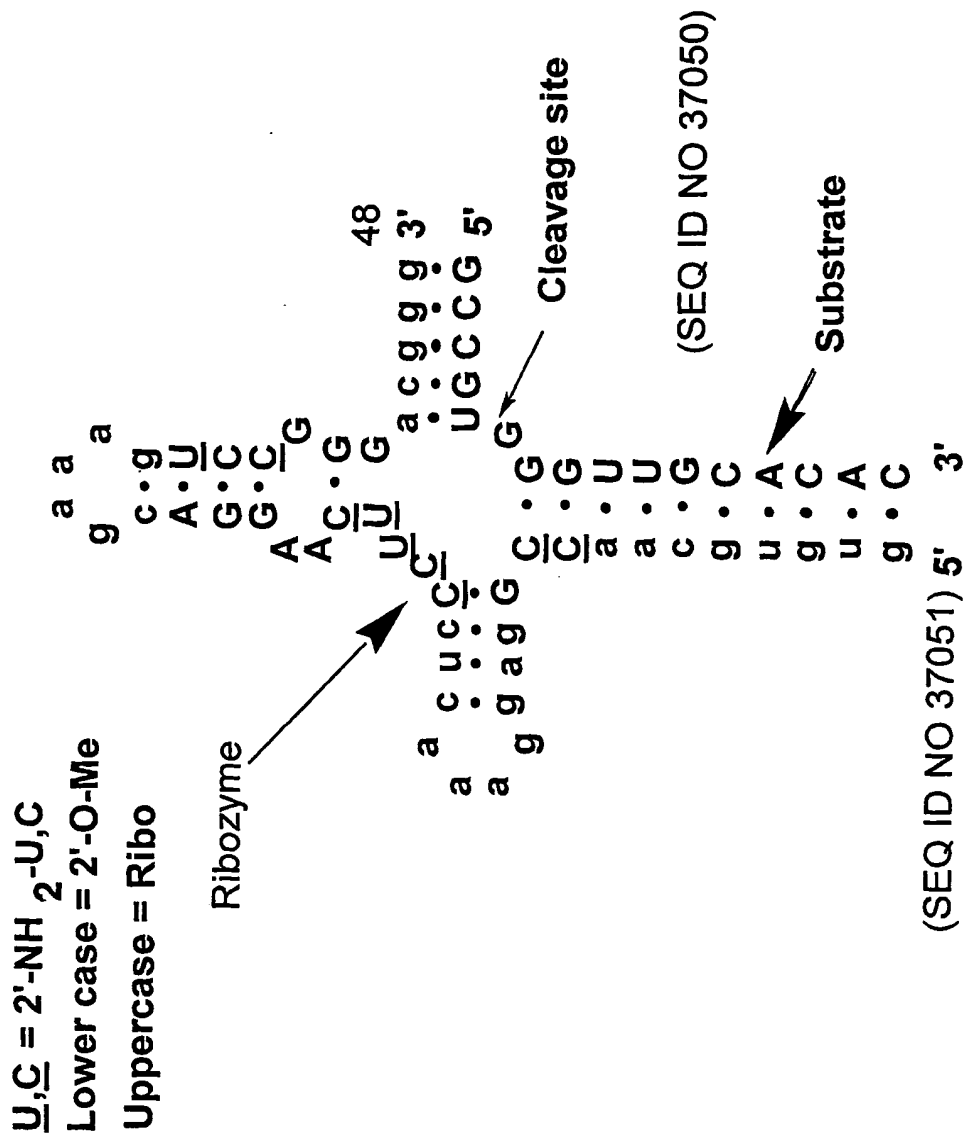 U,C = 2'-NH2-U,C
Lower case = 2'-O-Me
Uppercase = Ribo
Ribozyme
a a
g a
c • g
A • U
G • C
G • C
A G
A C • G
U G
U
C
a c u c C
• • • •
a
a g g a g G
a c g g g 3' 48
• • • • •
U G C C G 5'
G
Cleavage site
C • G
C • G
a • U
a • U
c • G
g • C
u • A
g • C
u • A
g • C
5' 3'
Substrate
(SEQ ID NO 37050)
(SEQ ID NO 37051)